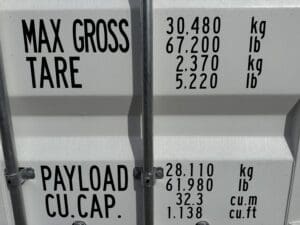 MAX GROSS 30.480 kg
67.200 lb
TARE 2.370 kg
5.220 lb
PAYLOAD 28.110 kg
61.980 lb
CU.CAP. 32.3 cu.m
1.138 cu.ft